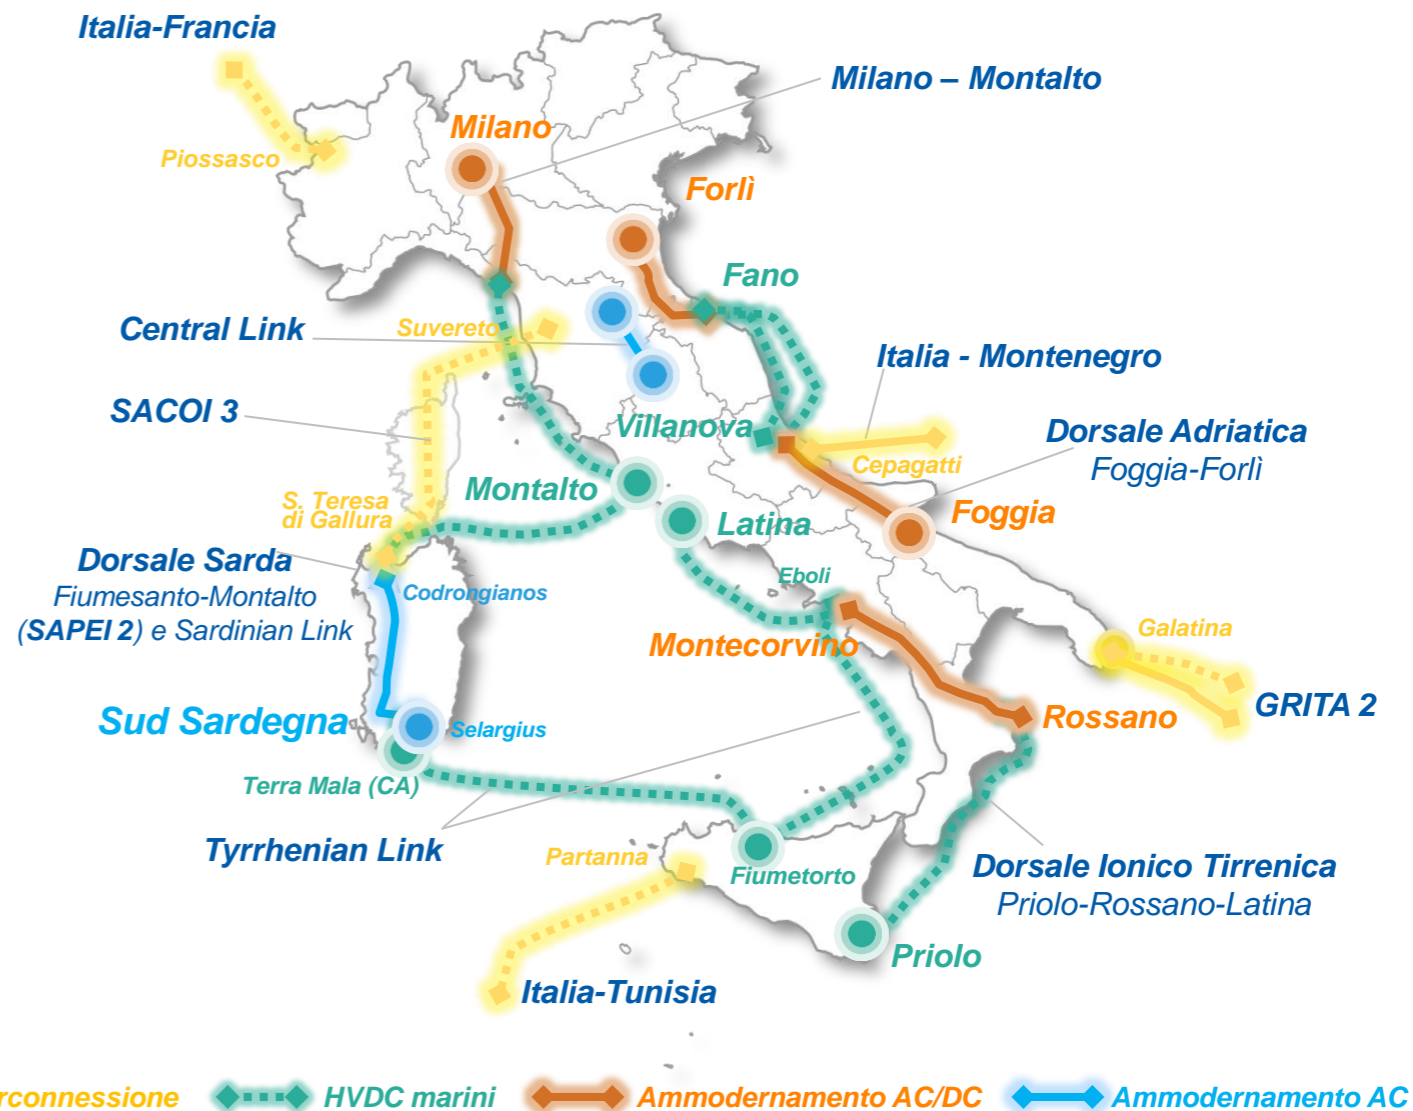 Italia-Francia
Milano – Montalto
Milano
Piossasco
Forlì
Fano
Central Link
Suvereto
Italia - Montenegro
SACOI 3
Villanova
Dorsale Adriatica
Foggia-Forlì
Cepagatti
Montalto
S. Teresa
di Gallura
Latina
Foggia
Dorsale Sarda
Fiumesanto-Montalto
(SAPEI 2) e Sardinian Link
Codrongianos
Eboli
Montecorvino
Galatina
GRITA 2
Sud Sardegna
Selargius
Rossano
Terra Mala (CA)
Tyrrhenian Link
Partanna
Fiumetorto
Dorsale Ionico Tirrenica
Priolo-Rossano-Latina
Priolo
Italia-Tunisia
rconnessione
HVDC marini
Ammodernamento AC/DC
Ammodernamento AC